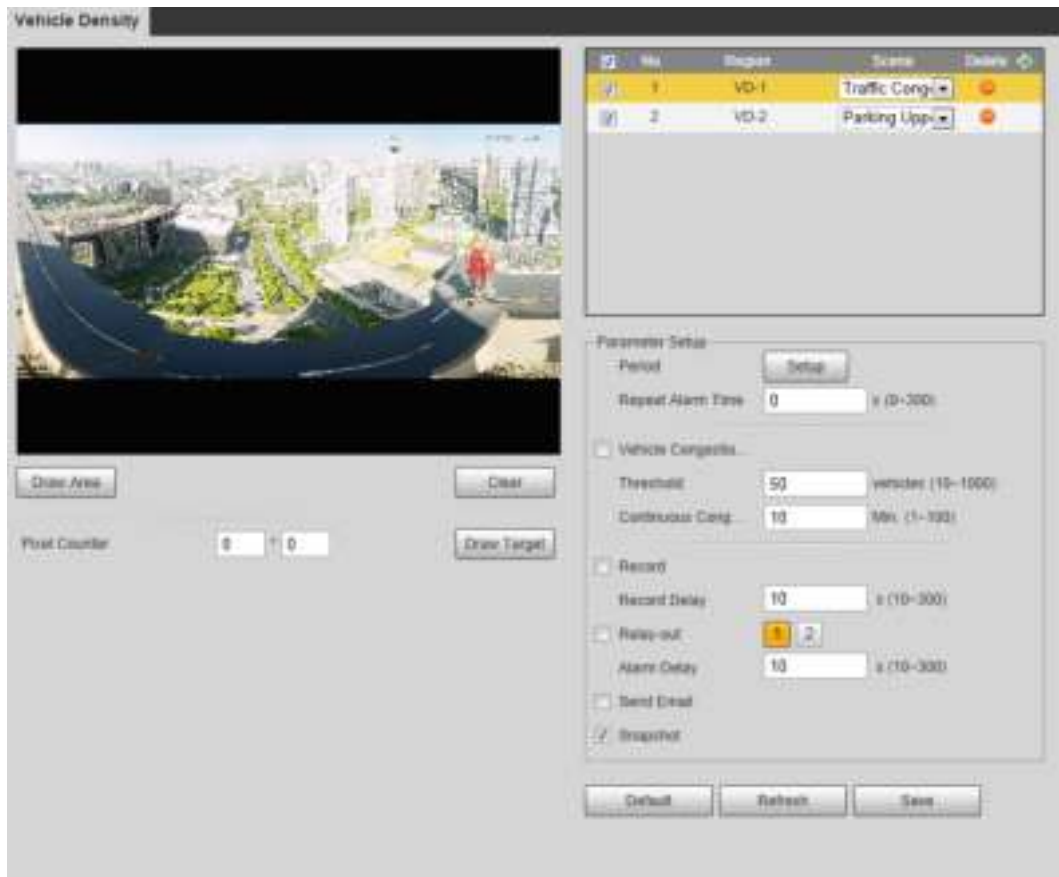 Vehicle Density
No. Region Scene Delete
1 VD-1 Traffic Cong
2 VD-2 Parking Upp
Parameter Setup
Period Setup
Repeat Alarm Time 0 s (0~300)
Vehicle Congestio...
Threshold 50 vehicles (10~1000)
Continuous Cong... 10 Min. (1~100)
Record
Record Delay 10 s (10~300)
Relay-out 1 2
Alarm Delay 10 s (10~300)
Send Email
Snapshot
Default Refresh Save
Draw Area Clear
Pixel Counter 0 * 0 Draw Target